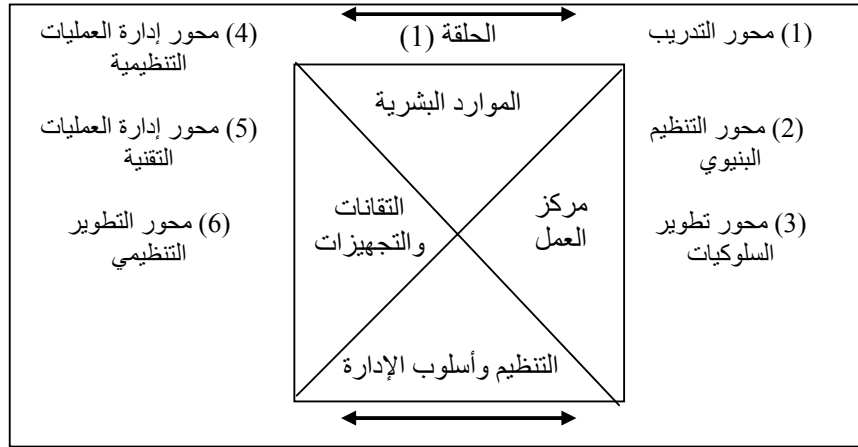 (1) محور التدريب
(2) محور التنظيم
البنيوي
(3) محور تطوير
السلوكيات
الحلقة (1)
الموارد البشرية
مركز
العمل
التقانات
والتجهيزات
التنظيم وأسلوب الإدارة
(4) محور إدارة العمليات
التنظيمية
(5) محور إدارة العمليات
التقنية
(6) محور التطوير
التنظيمي